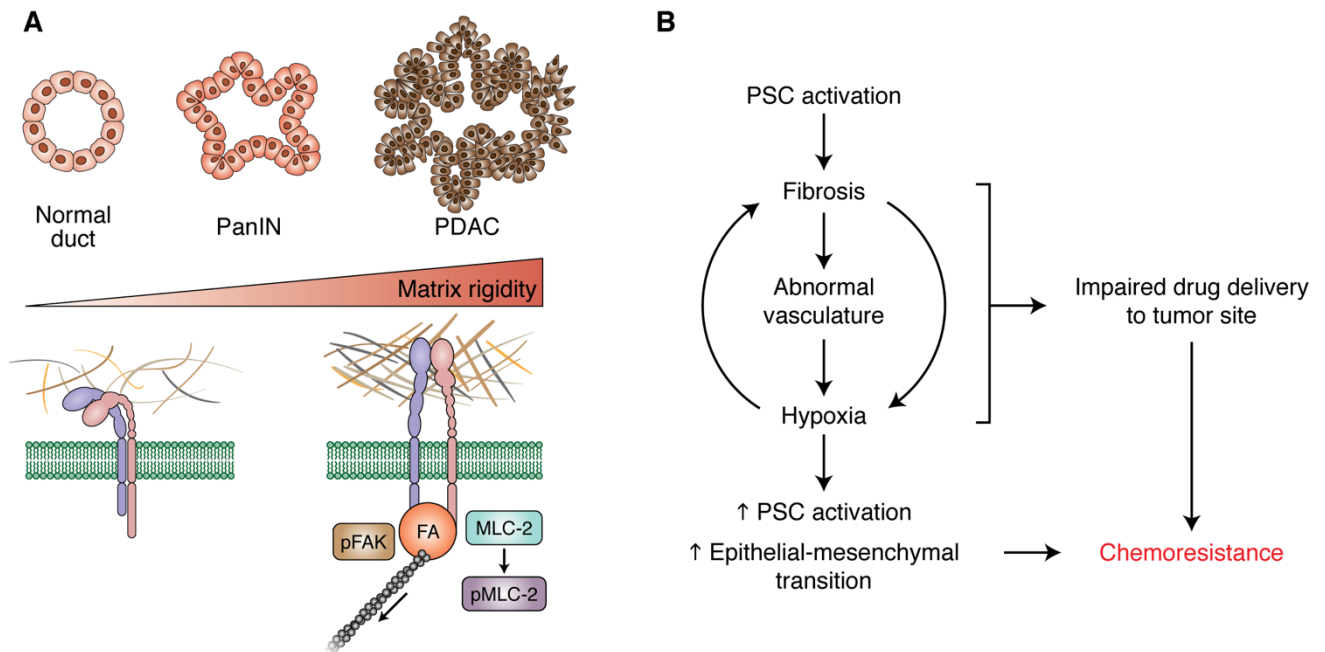 A
Normal
duct
PanIN
PDAC
Matrix rigidity
pFAK
FA
MLC-2
pMLC-2
B
PSC activation
Fibrosis
Abnormal
vasculature
Hypoxia
↑ PSC activation
↑ Epithelial-mesenchymal
transition
Impaired drug delivery
to tumor site
Chemoresistance